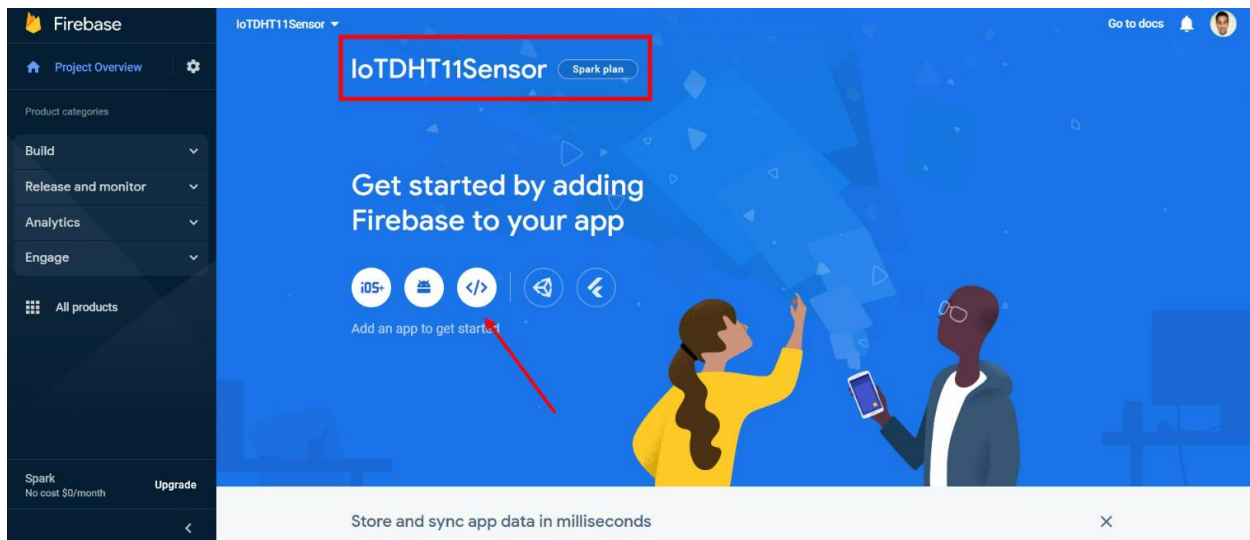 Firebase
IoTDHT11Sensor
Go to docs
Project Overview
IoTDHT11Sensor Spark plan
Product categories
Build
Release and monitor
Analytics
Engage
All products
Get started by adding
Firebase to your app
iOS+ </>
Add an app to get started
Spark
No cost $0/month
Upgrade
Store and sync app data in milliseconds